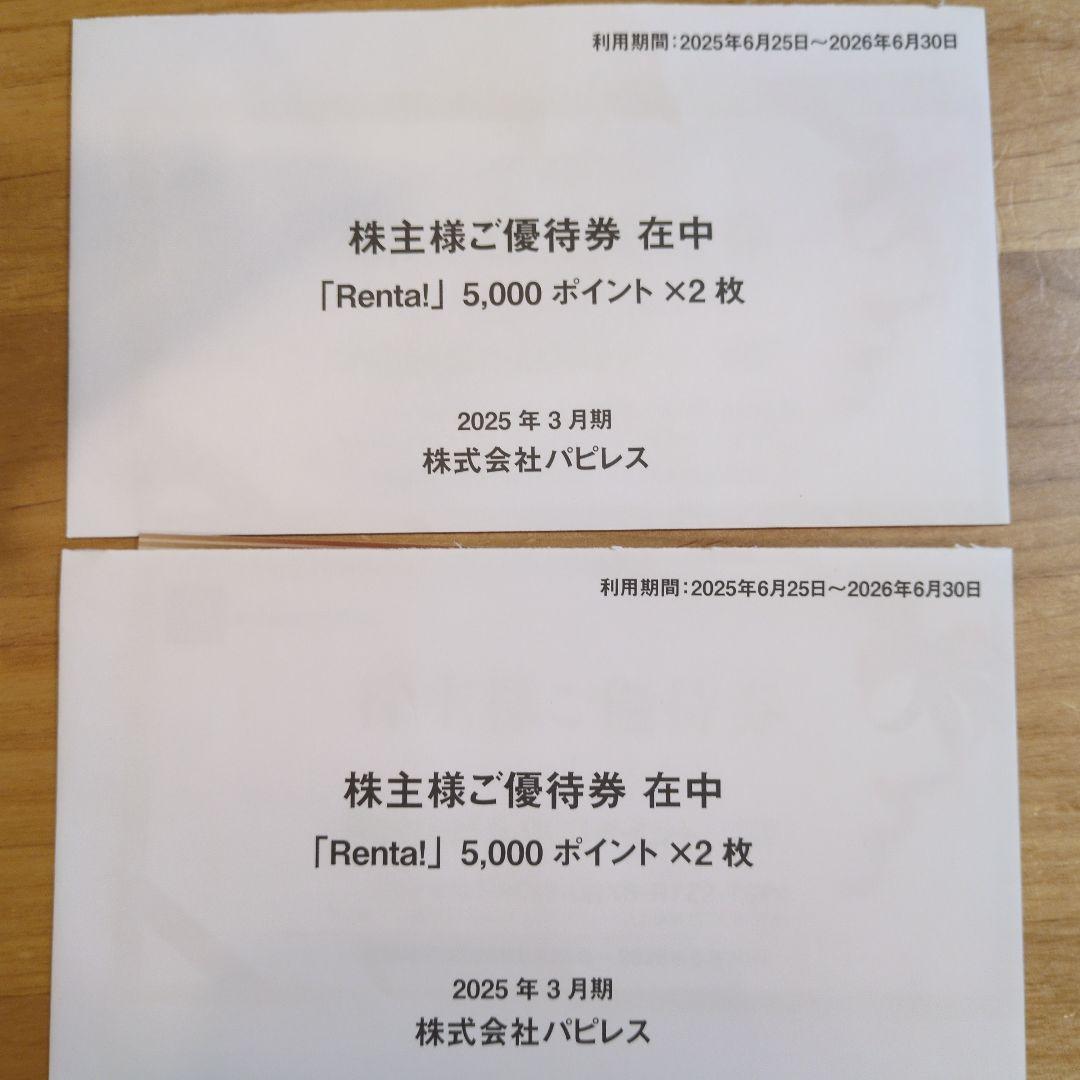 利用期間：2025年6月25日～2026年6月30日
株主様ご優待券 在中
「Renta!」 5,000 ポイント ×2 枚
2025 年 3 月期
株式会社パピレス
利用期間：2025年6月25日～2026年6月30日
株主様ご優待券 在中
「Renta!」 5,000 ポイント ×2 枚
2025 年 3 月期
株式会社パピレス